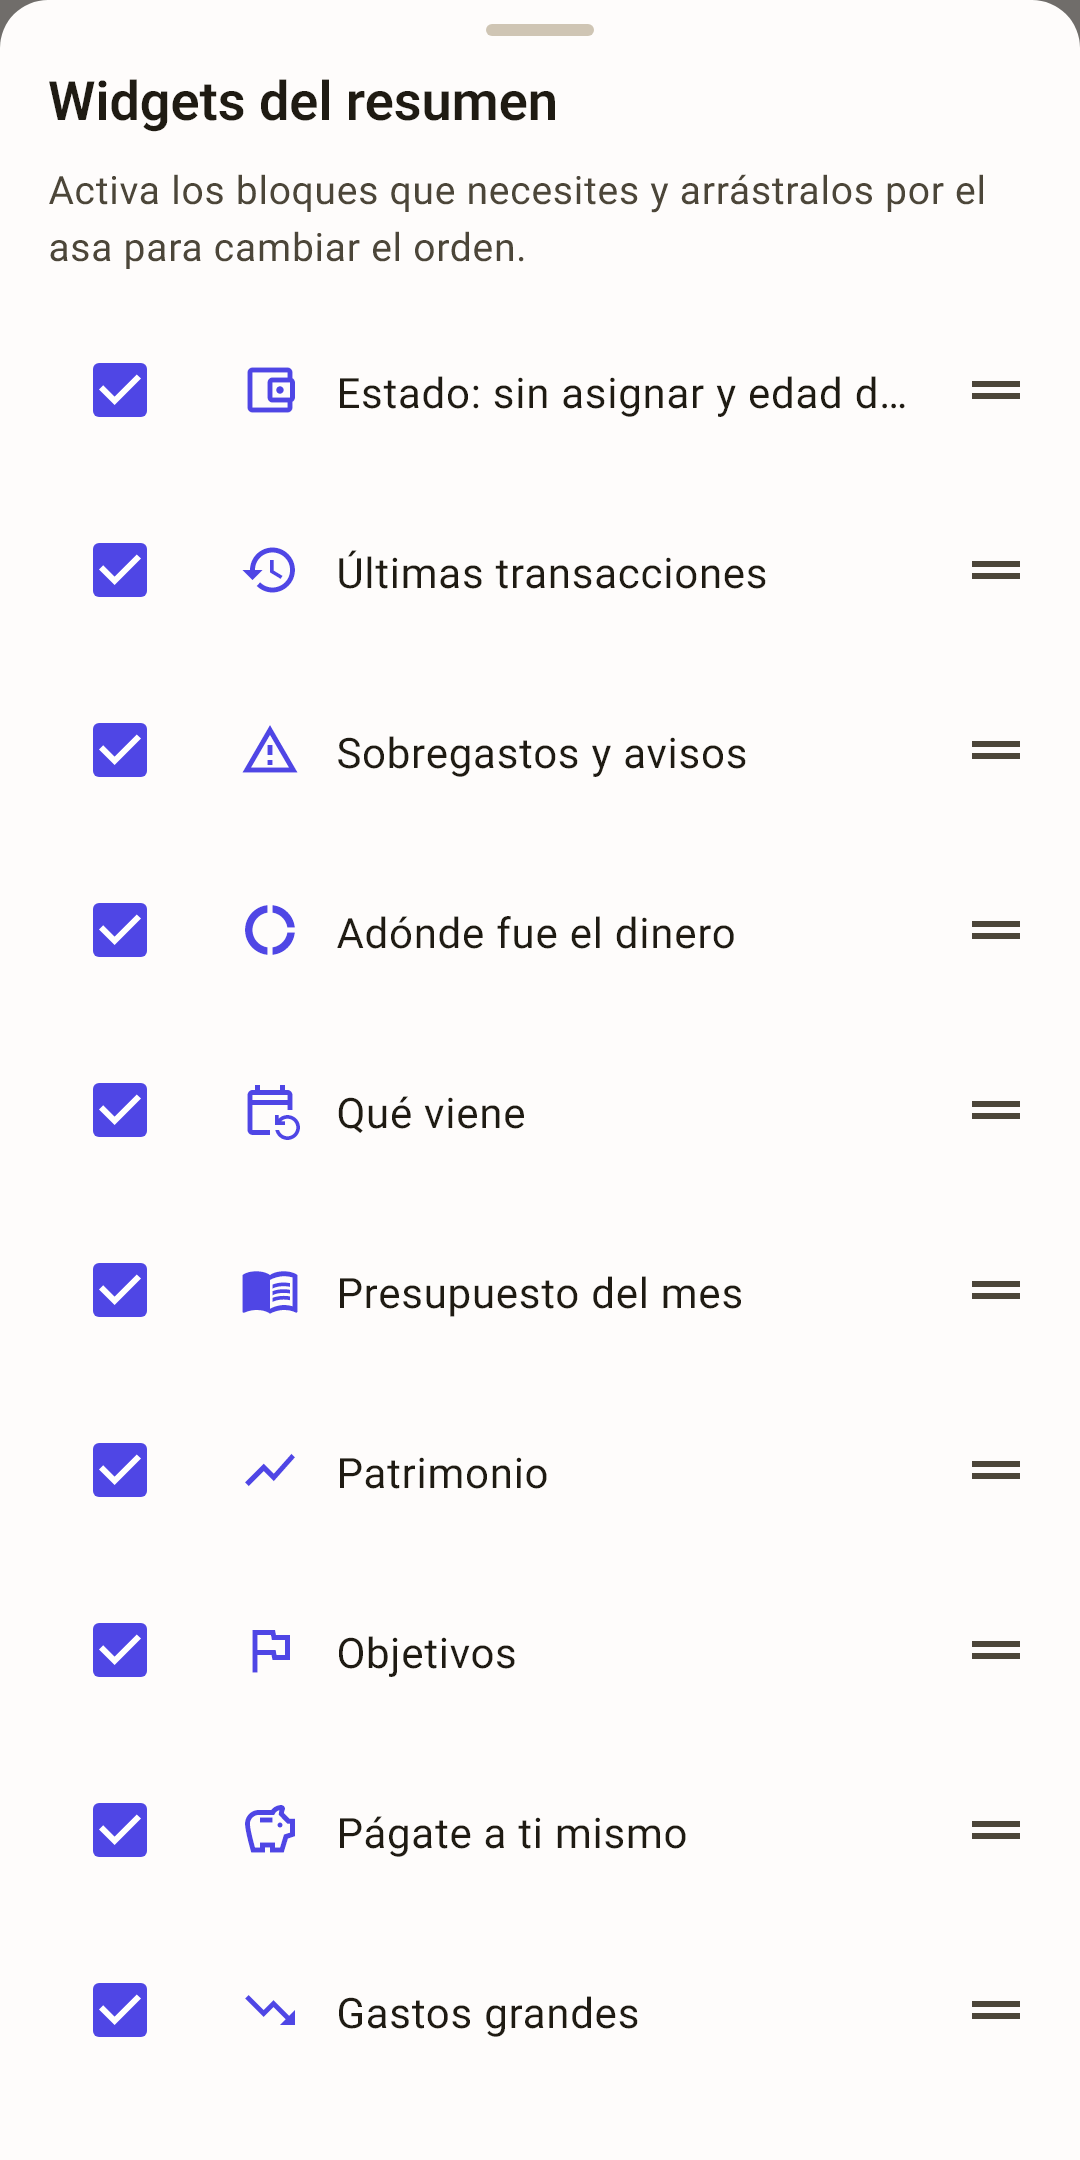 Widgets del resumen
Activa los bloques que necesites y arrástralos por el
asa para cambiar el orden.
Estado: sin asignar y edad d…
Últimas transacciones
Sobregastos y avisos
Adónde fue el dinero
Qué viene
Presupuesto del mes
Patrimonio
Objetivos
Págate a ti mismo
Gastos grandes